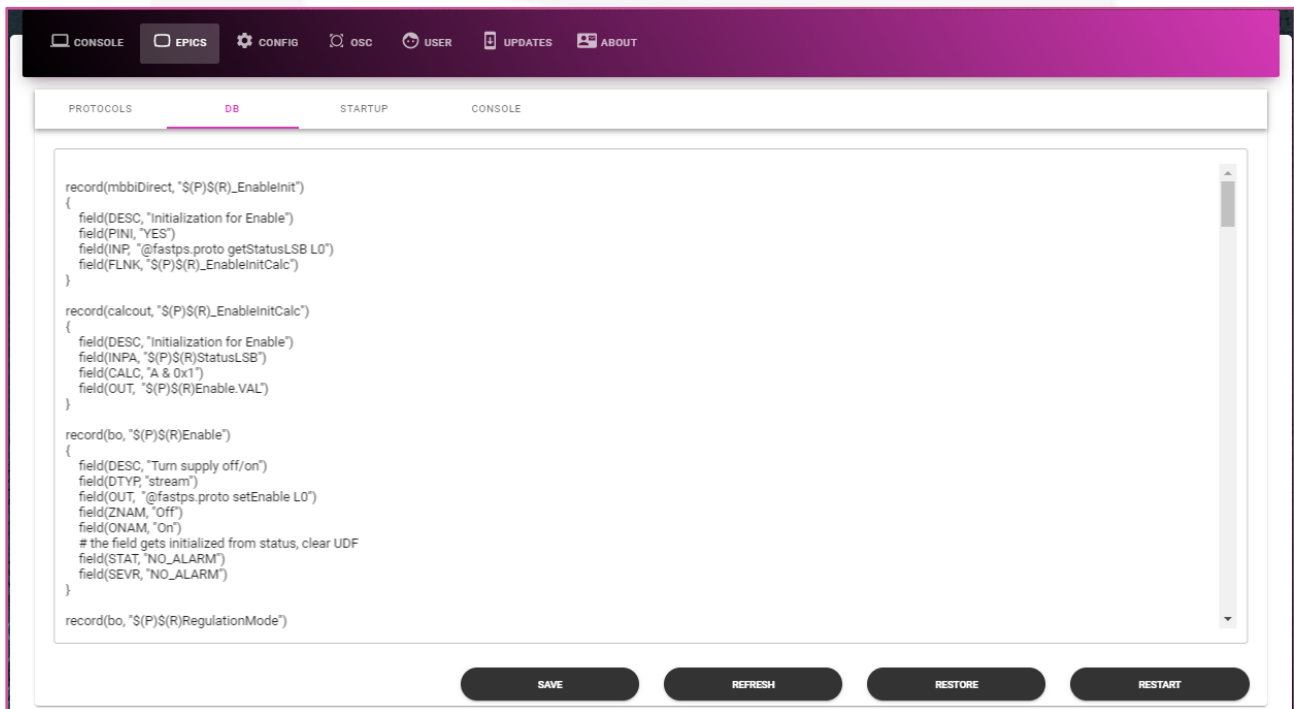 CONSOLE EPICS CONFIG OSC USER UPDATES ABOUT
PROTOCOLS DB STARTUP CONSOLE
record(mbbiDirect, "$(P)$(R)_EnableInit")
{
field(DESC, "Initialization for Enable")
field(PINI, "YES")
field(INP, "@fastps.proto getStatusLSB L0")
field(FLNK, "$(P)$(R)_EnableInitCalc")
}
record(calcout, "$(P)$(R)_EnableInitCalc")
{
field(DESC, "Initialization for Enable")
field(INPA, "$(P)$(R)StatusLSB")
field(CALC, "A & 0x1")
field(OUT, "$(P)$(R)Enable.VAL")
}
record(bo, "$(P)$(R)Enable")
{
field(DESC, "Turn supply off/on")
field(DTYP, "stream")
field(OUT, "@fastps.proto setEnable L0")
field(ZNAM, "Off")
field(ONAM, "On")
# the field gets initialized from status, clear UDF
field(STAT, "NO_ALARM")
field(SEVR, "NO_ALARM")
}
record(bo, "$(P)$(R)RegulationMode")
SAVE REFRESH RESTORE RESTART